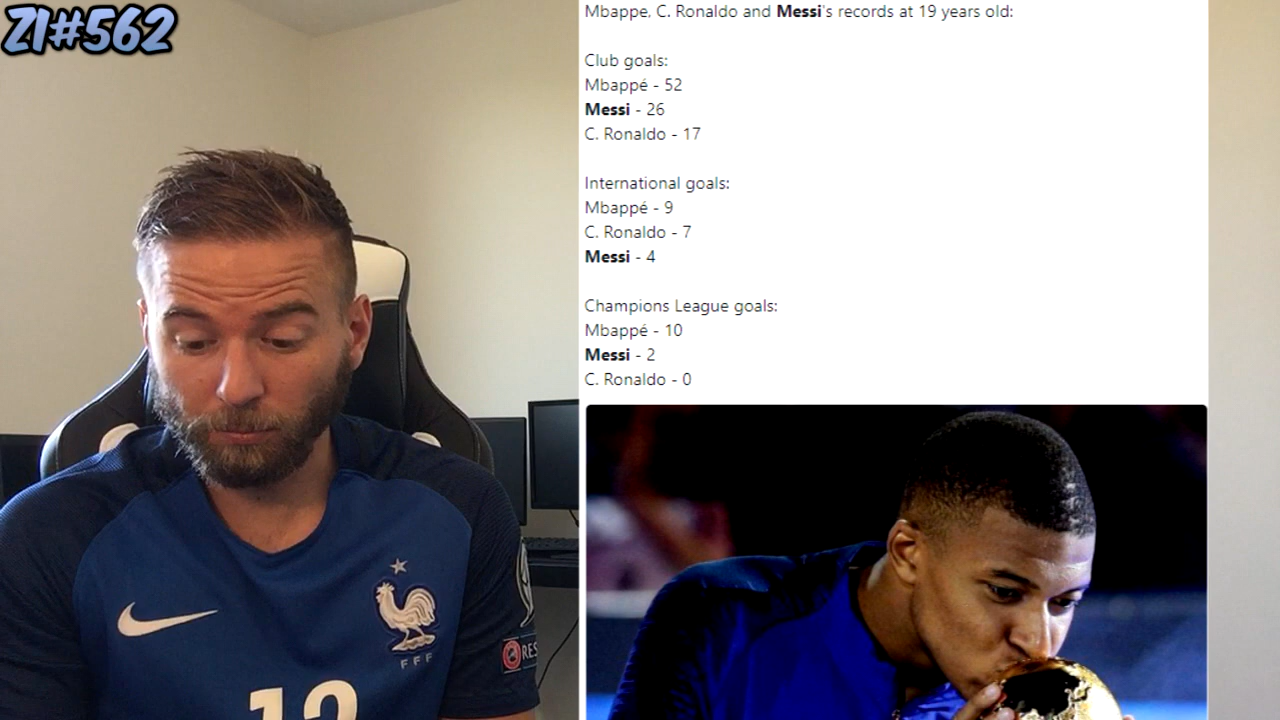 ZI#562
Mbappe, C. Ronaldo and Messi's records at 19 years old:
Club goals:
Mbappé - 52
Messi - 26
C. Ronaldo - 17
International goals:
Mbappé - 9
C. Ronaldo - 7
Messi - 4
Champions League goals:
Mbappé - 10
Messi - 2
C. Ronaldo - 0
FFF
RES